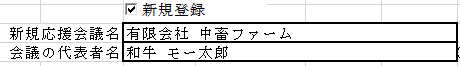 新規登録
新規応援会議名 有限会社 中畜ファーム
会議の代表者名 和牛 モー太郎